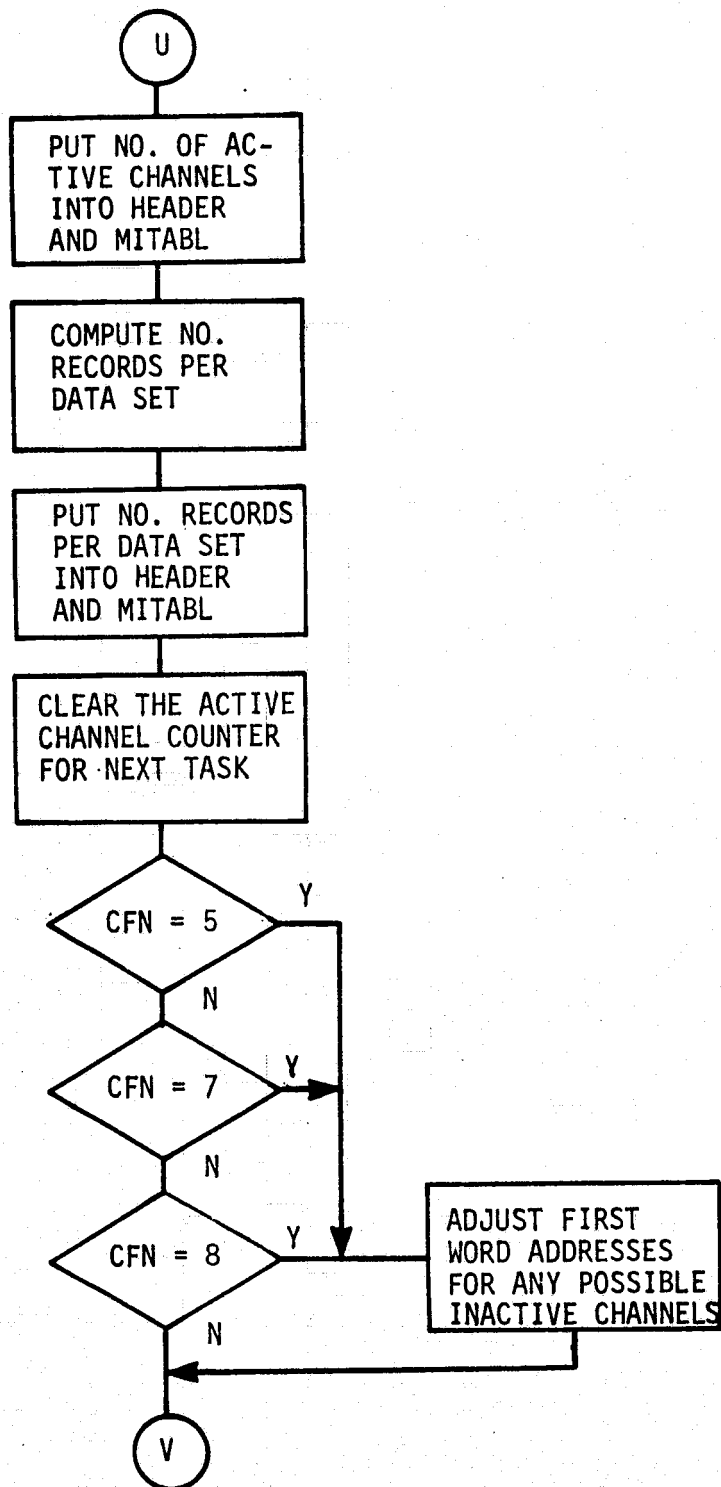 U
PUT NO. OF AC-
TIVE CHANNELS
INTO HEADER
AND MITABL
COMPUTE NO.
RECORDS PER
DATA SET
PUT NO. RECORDS
PER DATA SET
INTO HEADER
AND MITABL
CLEAR THE ACTIVE
CHANNEL COUNTER
FOR NEXT TASK
CFN = 5
Y
N
CFN = 7
Y
N
CFN = 8
Y
N
ADJUST FIRST
WORD ADDRESSES
FOR ANY POSSIBLE
INACTIVE CHANNELS
V